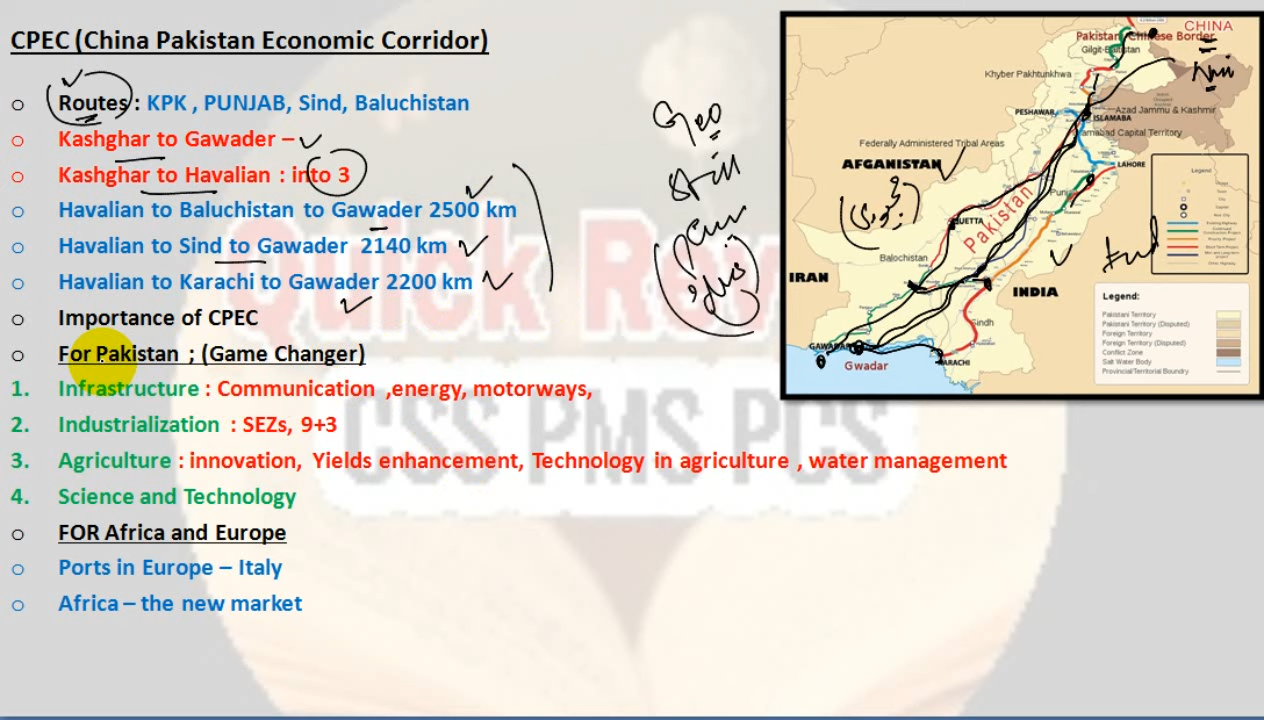 CPEC (China Pakistan Economic Corridor)
o Routes : KPK , PUNJAB, Sind, Baluchistan
o Kashghar to Gawader –
o Kashghar to Havalian : into 3
o Havalian to Baluchistan to Gawader 2500 km
o Havalian to Sind to Gawader 2140 km
o Havalian to Karachi to Gawader 2200 km
o Importance of CPEC
o For Pakistan ; (Game Changer)
1. Infrastructure : Communication ,energy, motorways,
2. Industrialization : SEZs, 9+3
3. Agriculture : innovation, Yields enhancement, Technology in agriculture , water management
4. Science and Technology
o FOR Africa and Europe
o Ports in Europe – Italy
o Africa – the new market
Geo
CHINA
Pakistan Chinese Border
Gilgit-Baltistan
Khyber Pakhtunkhwa
PESHAWAR
Azad Jammu & Kashmir
ISLAMABA
Islamabad Capital Territory
Federally Administered Tribal Areas
AFGANISTAN
LAHORE
Punj
QUETTA
Pakistan
Balochistan
IRAN
INDIA
Sindh
GAWADAR
Gwadar
KARACHI
Legend
Legend:
Pakistani Territory
Pakistani Territory (Disputed)
Foreign Territory
Foreign Territory (Disputed)
Conflict Zone
Salt Water Body
Provincial/Territorial Boundry
Quick Rev
CSS PMS PCS